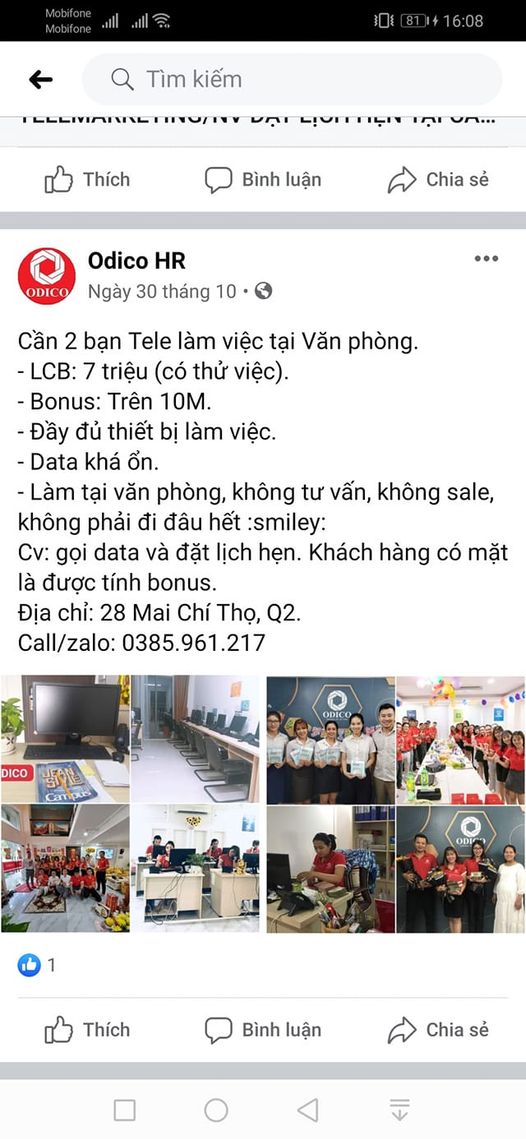 Mobifone
Mobifone
81
16:08
Tìm kiếm
TELEMARKETING/NV ĐẶT LỊCH HẸN TẠI
Thích
Bình luận
Chia sẻ
ODICO
Odico HR
Ngày 30 tháng 10 •
Cần 2 bạn Tele làm việc tại Văn phòng.
- LCB: 7 triệu (có thử việc).
- Bonus: Trên 10M.
- Đầy đủ thiết bị làm việc.
- Data khá ổn.
- Làm tại văn phòng, không tư vấn, không sale,
không phải đi đâu hết :smiley:
Cv: gọi data và đặt lịch hẹn. Khách hàng có mặt
là được tính bonus.
Địa chỉ: 28 Mai Chí Thọ, Q2.
Call/zalo: 0385.961.217
DICO
Campus
ODICO
ODICO
1
Thích
Bình luận
Chia sẻ